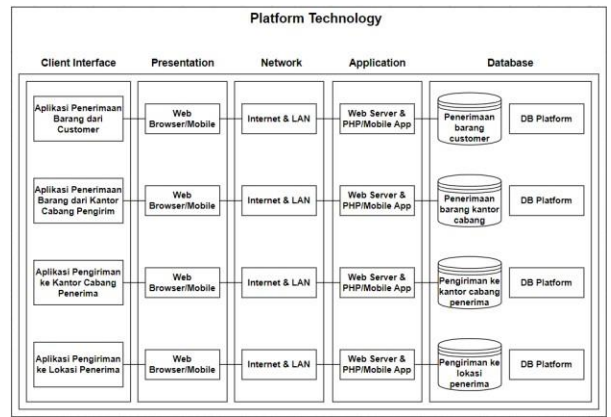 Platform Technology
Client Interface
Presentation
Network
Application
Database
Aplikasi Penerimaan
Barang dari
Customer
Web
Browser/Mobile
Internet & LAN
Web Server &
PHP/Mobile App
Penerimaan
barang
customer
DB Platform
Aplikasi Penerimaan
Barang dari Kantor
Cabang Pengirim
Web
Browser/Mobile
Internet & LAN
Web Server &
PHP/Mobile App
Penerimaan
barang kantor
cabang
DB Platform
Aplikasi Pengiriman
ke Kantor Cabang
Penerima
Web
Browser/Mobile
Internet & LAN
Web Server &
PHP/Mobile App
Pengiriman ke
kantor cabang
penerima
DB Platform
Aplikasi Pengiriman
ke Lokasi Penerima
Web
Browser/Mobile
Internet & LAN
Web Server &
PHP/Mobile App
Pengiriman ke
lokasi
penerima
DB Platform